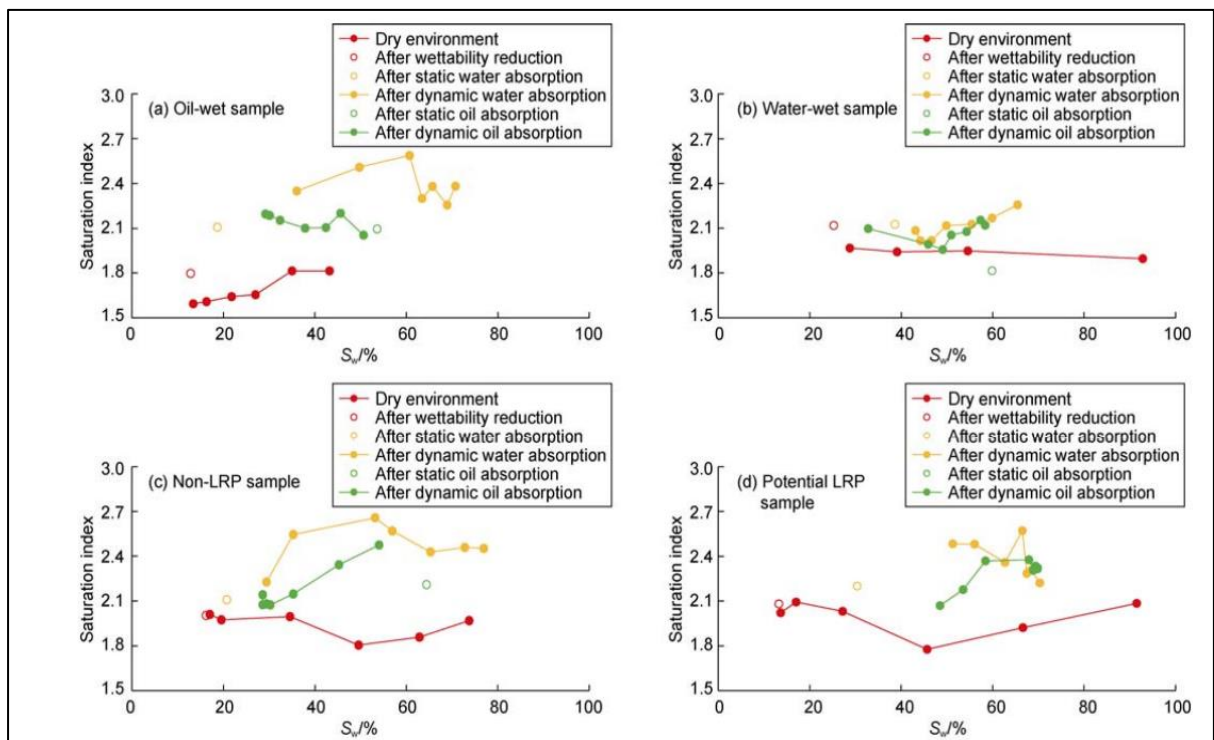 Dry environment
After wettability reduction
After static water absorption
After dynamic water absorption
After static oil absorption
After dynamic oil absorption
(a) Oil-wet sample
3.0
2.7
2.4
2.1
1.8
1.5
Saturation index
0
20
40
60
80
100
Sw/%
Dry environment
After wettability reduction
After static water absorption
After dynamic water absorption
After static oil absorption
After dynamic oil absorption
(b) Water-wet sample
3.0
2.7
2.4
2.1
1.8
1.5
Saturation index
0
20
40
60
80
100
Sw/%
Dry environment
After wettability reduction
After static water absorption
After dynamic water absorption
After static oil absorption
After dynamic oil absorption
(c) Non-LRP sample
3.0
2.7
2.4
2.1
1.8
1.5
Saturation index
0
20
40
60
80
100
Sw/%
Dry environment
After wettability reduction
After static water absorption
After dynamic water absorption
After static oil absorption
After dynamic oil absorption
(d) Potential LRP
sample
3.0
2.7
2.4
2.1
1.8
1.5
Saturation index
0
20
40
60
80
100
Sw/%